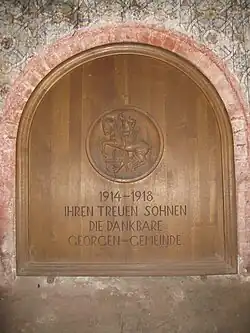 1914-1918
IHREN TREUEN SÖHNEN
DIE DANKBARE
GEORGEN-GEMEINDE